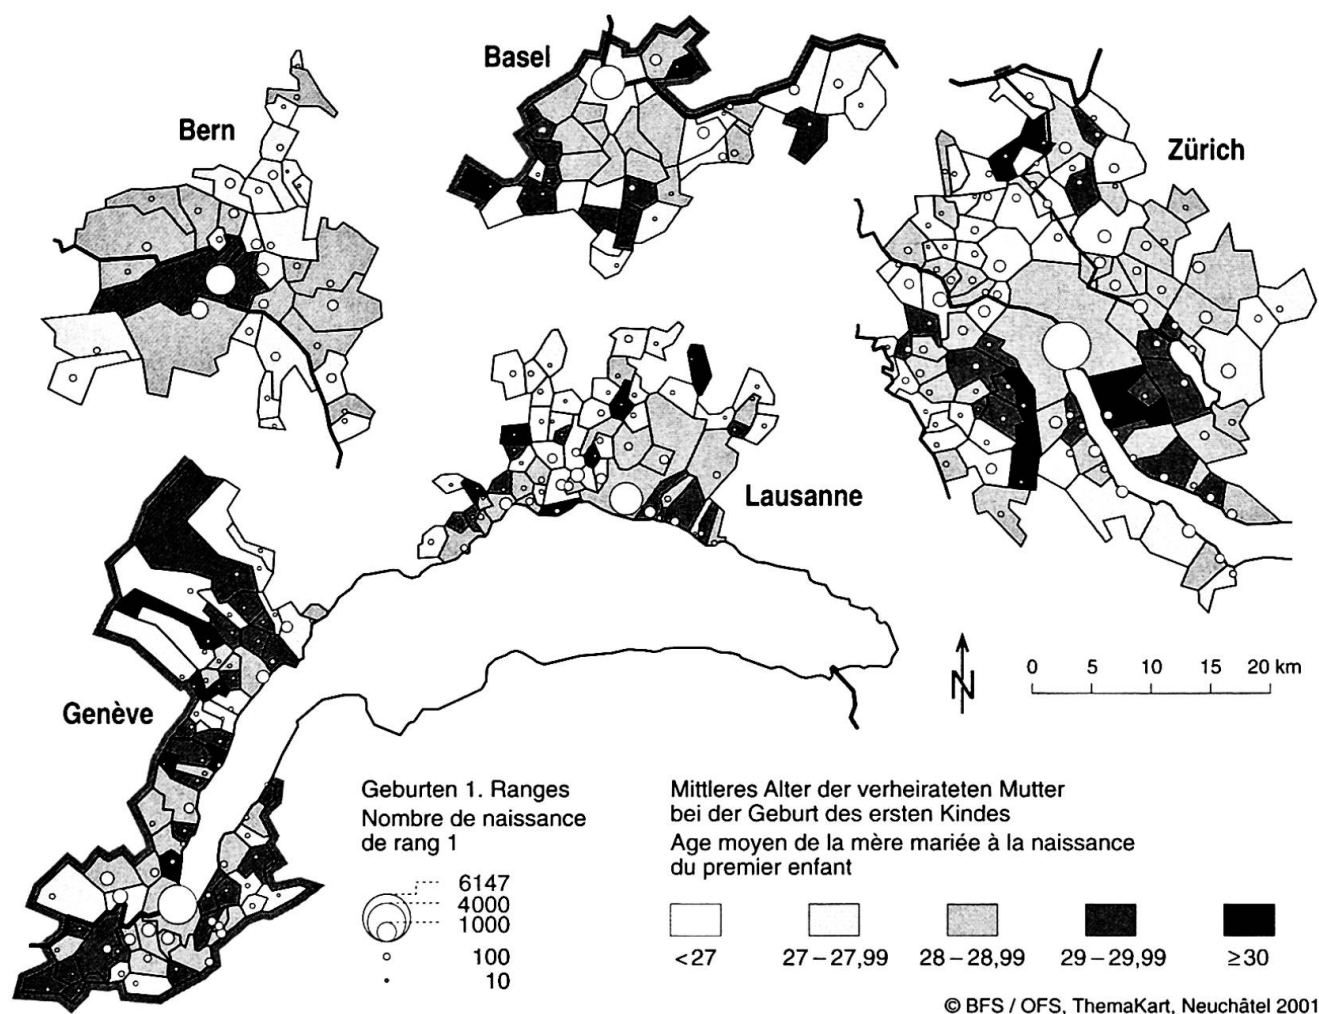 Basel
Bern
Zürich
Lausanne
Genève
N
0 5 10 15 20 km
Geburten 1. Ranges
Nombre de naissance
de rang 1
6147
4000
1000
100
10
Mittleres Alter der verheirateten Mutter
bei der Geburt des ersten Kindes
Age moyen de la mère mariée à la naissance
du premier enfant
<27 27–27,99 28–28,99 29–29,99 ≥30
© BFS / OFS, ThemaKart, Neuchâtel 2001